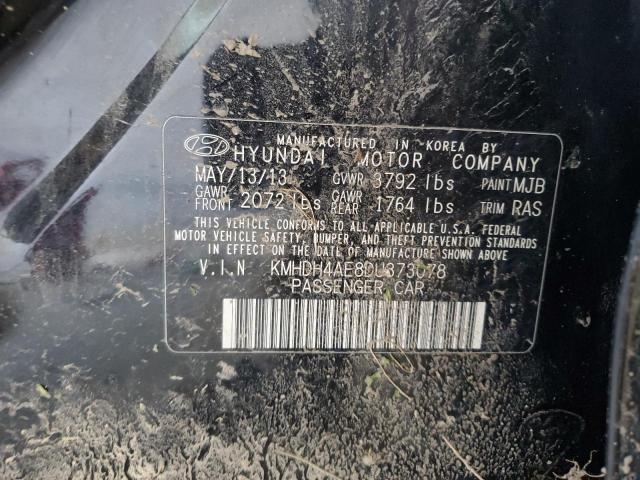 MANUFACTURED IN KOREA BY
HYUNDAI MOTOR COMPANY
MAY/13/13 GVWR 3792 lbs PAINT MJB
GAWR FRONT 2072 lbs GAWR REAR 1764 lbs TRIM RAS
THIS VEHICLE CONFORMS TO ALL APPLICABLE U.S.A. FEDERAL
MOTOR VEHICLE SAFETY, BUMPER, AND THEFT PREVENTION STANDARDS
IN EFFECT ON THE DATE OF MANUFACTURE SHOWN ABOVE.
V.I.N KMHDH4AE8DU873078
PASSENGER CAR